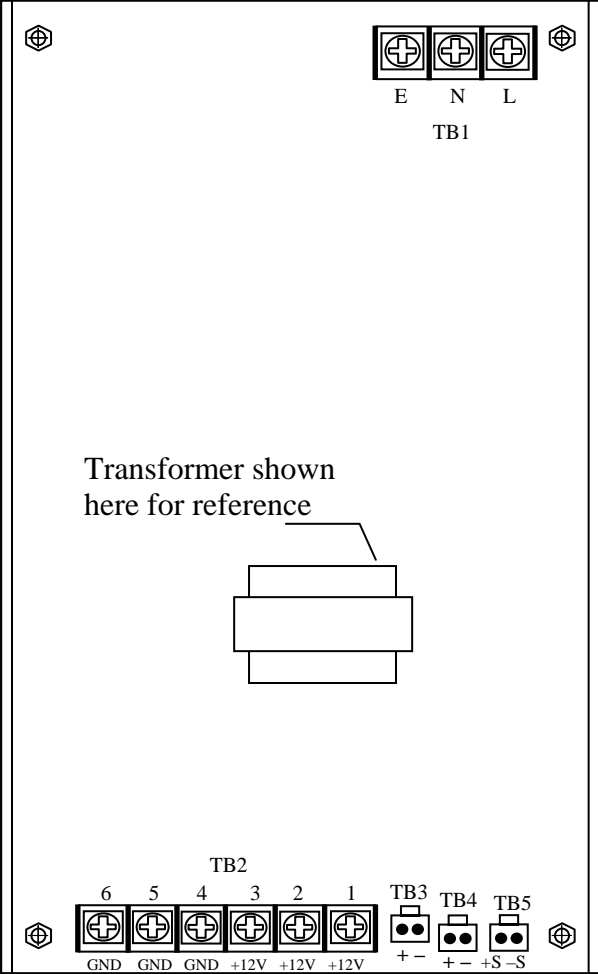 E N L
TB1
Transformer shown
here for reference
TB2
6 5 4 3 2 1
TB3 TB4 TB5
GND GND GND +12V +12V +12V
+ – + – +S –S